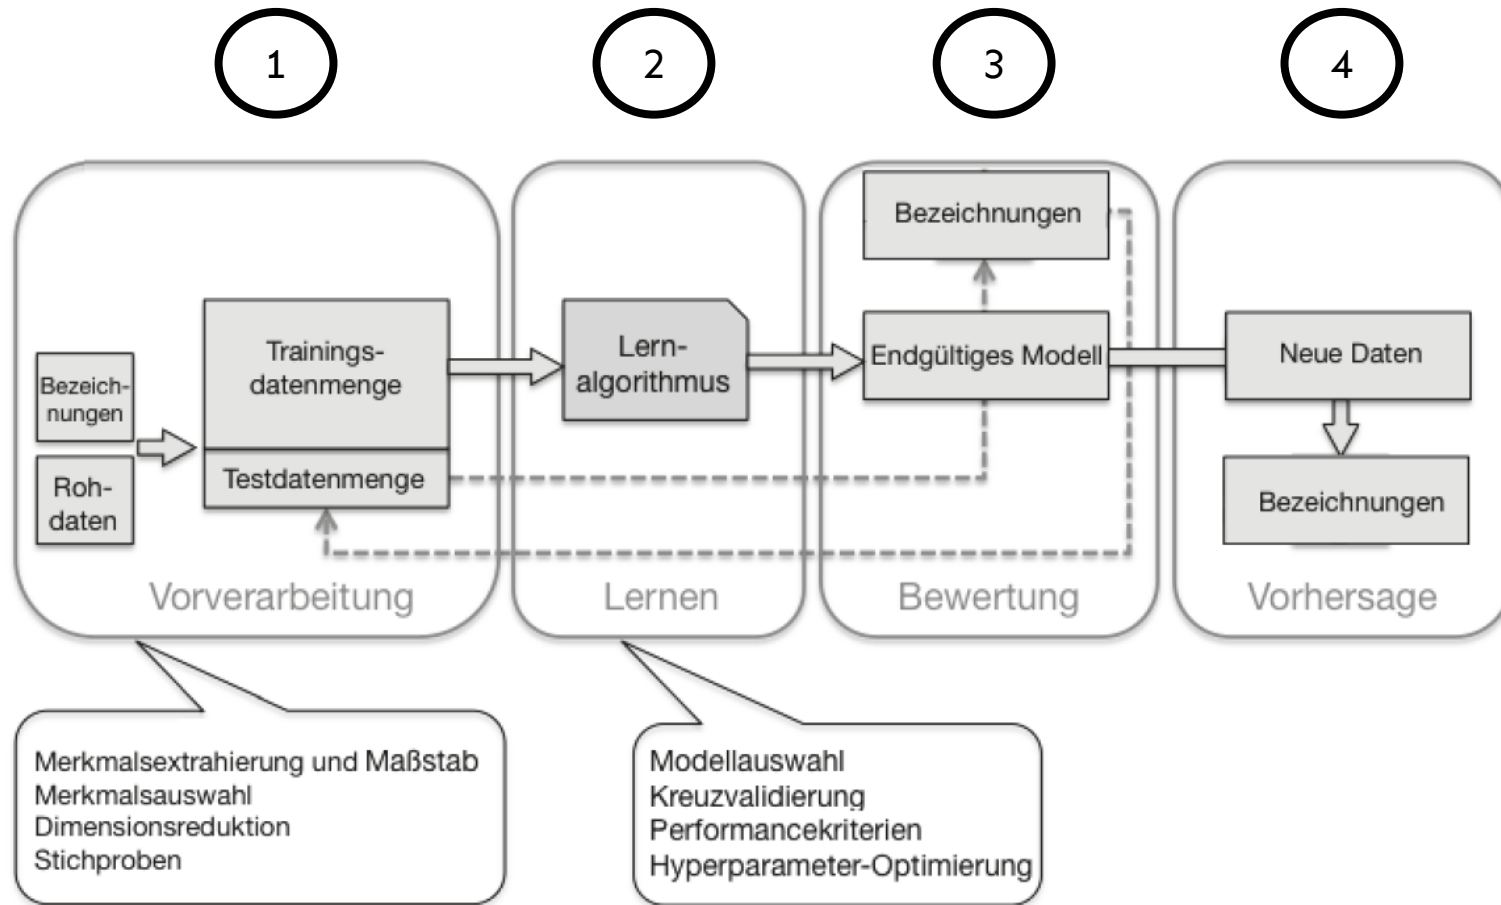 1
2
3
4
Bezeich-
nungen
Roh-
daten
Trainings-
datenmenge
Testdatenmenge
Vorverarbeitung
Lern-
algorithmus
Lernen
Bezeichnungen
Endgültiges Modell
Bewertung
Neue Daten
Bezeichnungen
Vorhersage
Merkmalsextrahierung und Maßstab
Merkmalsauswahl
Dimensionsreduktion
Stichproben
Modellauswahl
Kreuzvalidierung
Performancekriterien
Hyperparameter-Optimierung